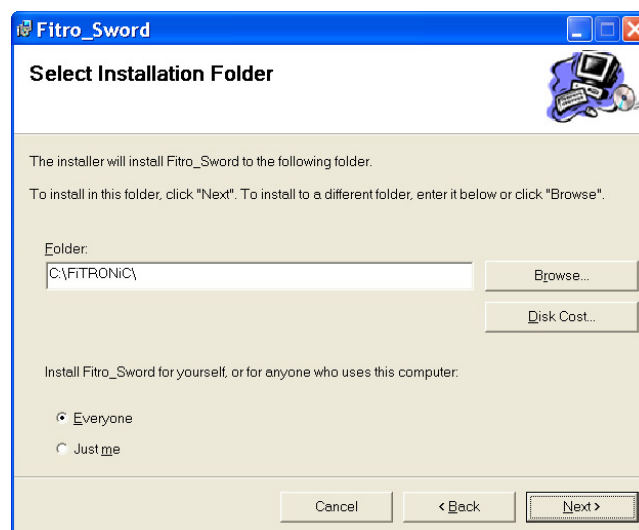 Fitro_Sword
Select Installation Folder
The installer will install Fitro_Sword to the following folder.
To install in this folder, click "Next". To install to a different folder, enter it below or click "Browse".
Folder:
C:\FiTRONiC\
Browse...
Disk Cost...
Install Fitro_Sword for yourself, or for anyone who uses this computer:
Everyone
Just me
Cancel
< Back
Next >